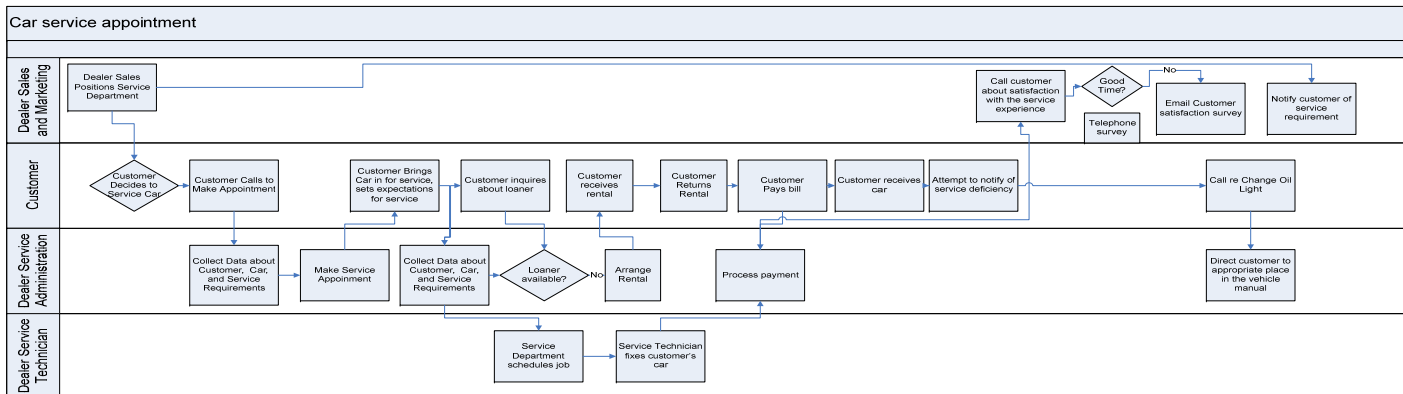 Car service appointment
Dealer Sales
and Marketing
Dealer Sales
Positions Service
Department
Call customer
about satisfaction
with the service
experience
Good
Time?
No
Email Customer
satisfaction survey
Notify customer of
service
requirement
Telephone
survey
Customer
Customer
Decides to
Service Car
Customer Calls to
Make Appointment
Customer Brings
Car in for service,
sets expectations
for service
Customer inquires
about loaner
Customer
receives
rental
Customer
Returns
Rental
Customer
Pays bill
Customer receives
car
Attempt to notify of
service deficiency
Call re Change Oil
Light
Dealer Service
Administration
Collect Data about
Customer, Car,
and Service
Requirements
Make Service
Appoinment
Collect Data about
Customer, Car,
and Service
Requirements
Loaner
available?
No
Arrange
Rental
Process payment
Direct customer to
appropriate place
in the vehicle
manual
Dealer Service
Technician
Service
Department
schedules job
Service Technician
fixes customer's
car